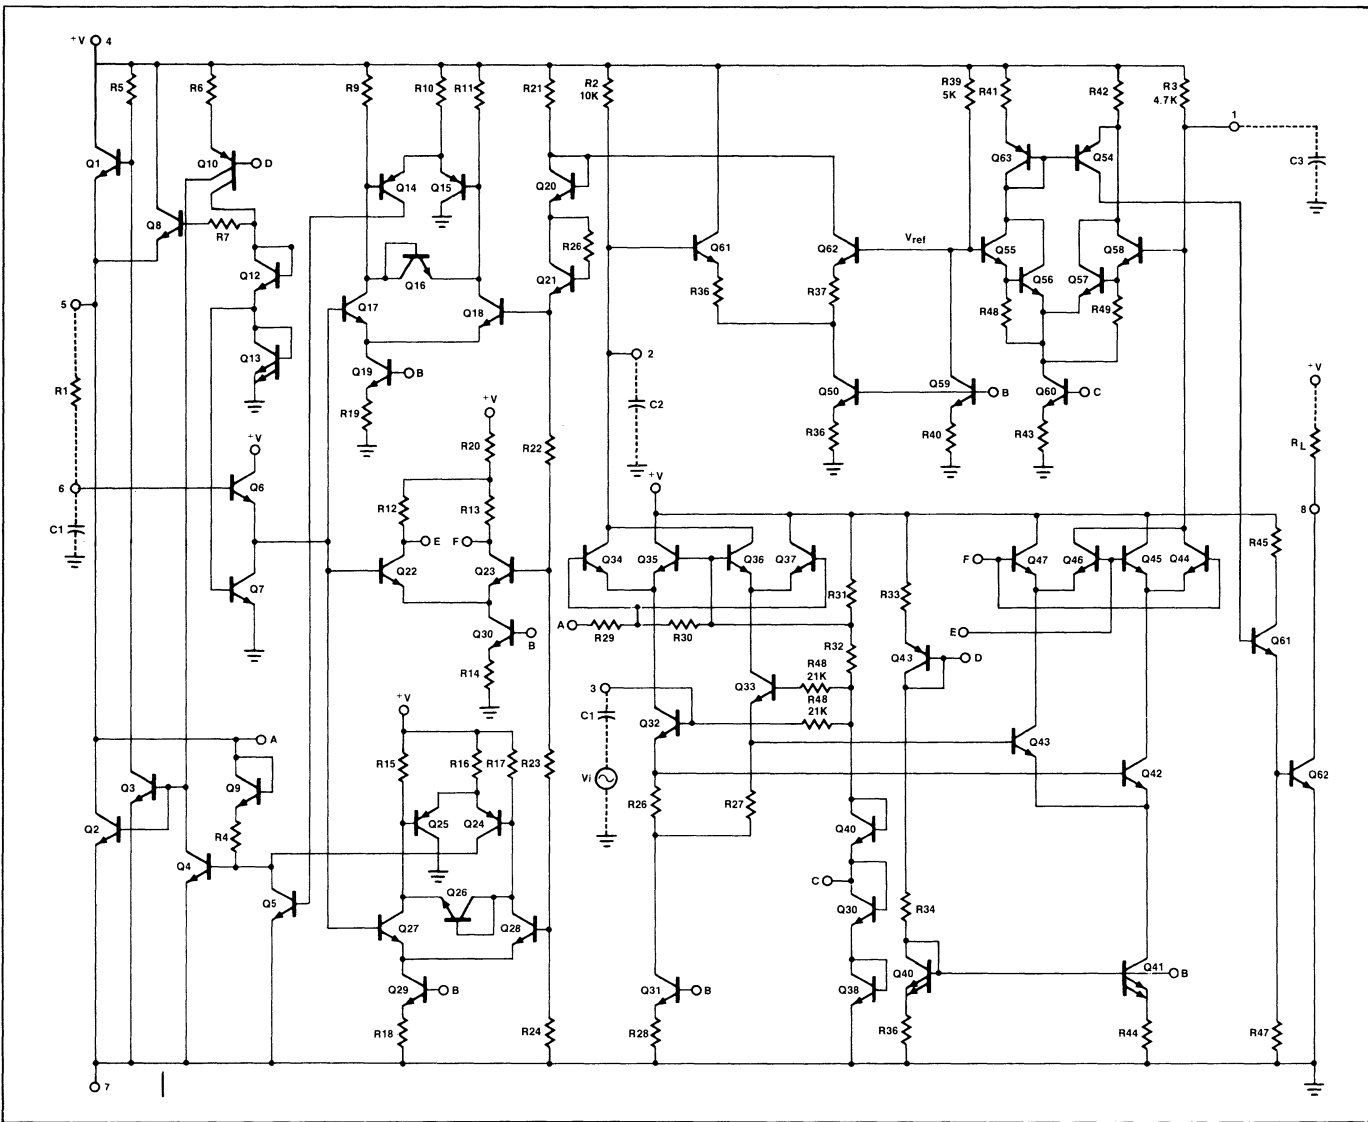 +V 4
R5
R6
R9
R10
R11
R21
R2
10K
R39
5K
R41
R42
R3
4.7K
1
Q1
Q10
D
Q14
Q15
Q20
Q63
Q54
C3
Q8
R7
R26
Q61
Q62
Vref
Q55
Q58
Q12
Q16
Q21
Q56
Q57
5
Q17
Q18
R36
R37
R48
R49
Q13
2
R1
Q19
B
Q50
Q59
B
Q60
C
+V
R19
C2
+V
R20
R22
R36
R40
R43
RL
+V
6
Q6
+V
C1
R12
R13
8
E
F
Q34
Q35
Q36
Q37
F
Q47
Q46
Q45
Q44
R45
Q22
Q23
Q7
R31
R33
A
R29
R30
Q30
B
E
Q61
R32
R14
R48
21K
Q43
D
3
Q33
R48
21K
+V
C1
Q32
Q43
A
R15
R16
R17
R23
Vi
Q42
Q62
Q3
Q9
R26
R27
Q2
R4
Q25
Q24
Q40
Q4
C
Q26
Q5
Q30
R34
Q27
Q28
Q40
Q41
B
Q29
B
Q31
B
Q38
R18
R24
R28
R36
R44
R47
7